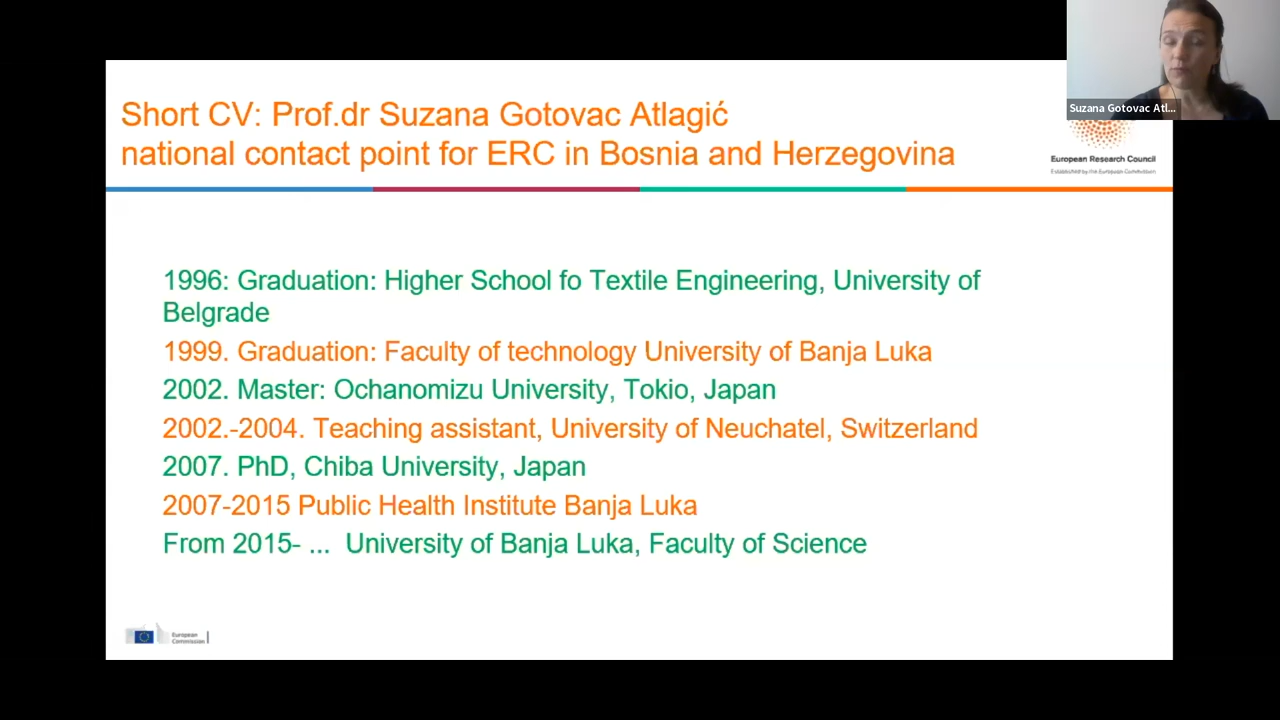 Short CV: Prof.dr Suzana Gotovac Atlagić
national contact point for ERC in Bosnia and Herzegovina
Suzana Gotovac Atl...
European Research Council
Established by the European Commission
1996: Graduation: Higher School fo Textile Engineering, University of
Belgrade
1999. Graduation: Faculty of technology University of Banja Luka
2002. Master: Ochanomizu University, Tokio, Japan
2002.-2004. Teaching assistant, University of Neuchatel, Switzerland
2007. PhD, Chiba University, Japan
2007-2015 Public Health Institute Banja Luka
From 2015- ... University of Banja Luka, Faculty of Science
European
Commission